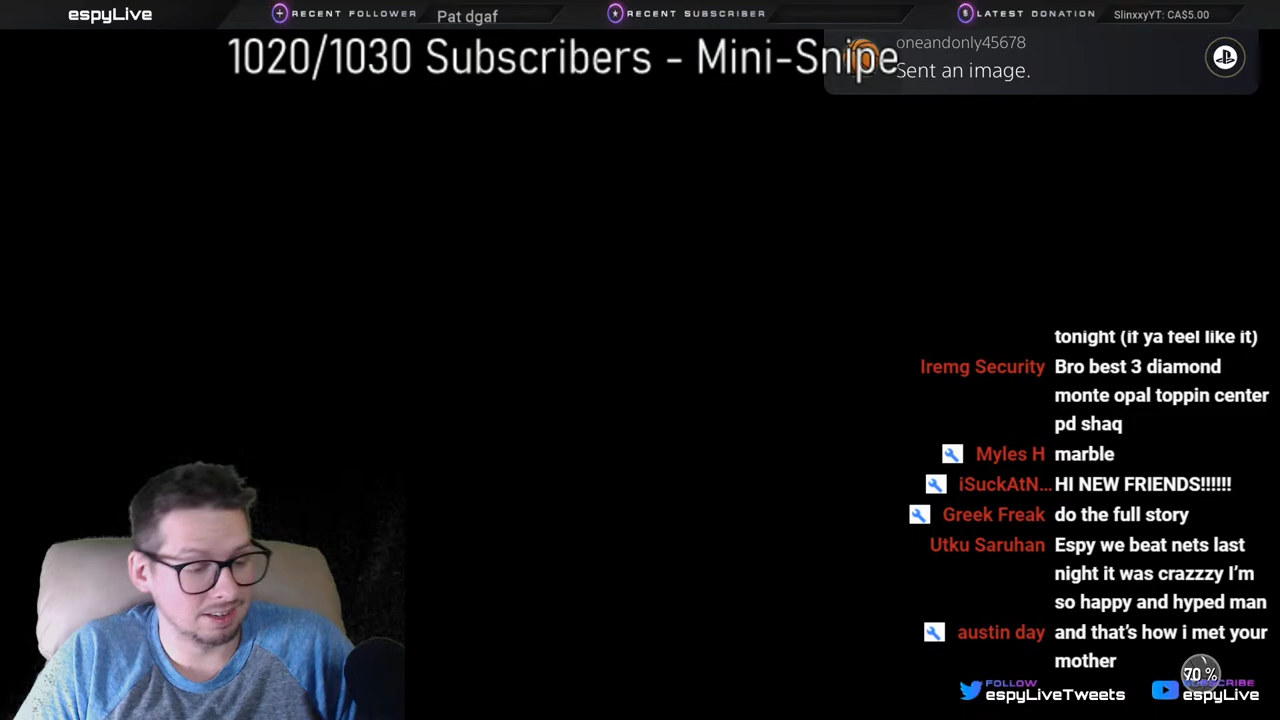 espyLive
RECENT FOLLOWER
Pat dgaf
RECENT SUBSCRIBER
LATEST DONATION
SlinxxyYT: CA$5.00
1020/1030 Subscribers - Mini-Snipe
oneandonly45678
Sent an image.
tonight (if ya feel like it)
Iremg Security Bro best 3 diamond
monte opal toppin center
pd shaq
Myles H marble
iSuckAtN... HI NEW FRIENDS!!!!!!
Greek Freak do the full story
Utku Saruhan Espy we beat nets last
night it was crazzzy I'm
so happy and hyped man
austin day and that's how i met your
mother
70 %
FOLLOW
espyLiveTweets
SUBSCRIBE
espyLive